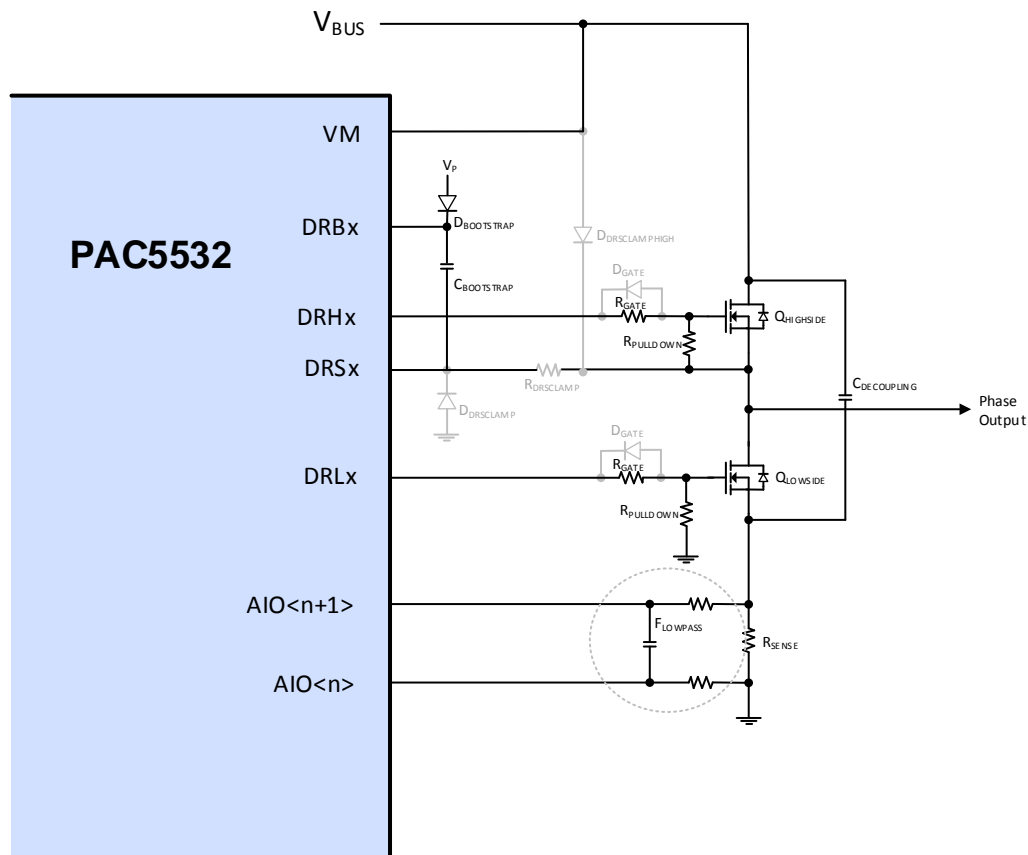 VBUS
VM
VP
DRBx
DBOOTSTRAP
PAC5532
DDRSCLAMPHIGH
CBOOTSTRAP
DGATE
RGATE
DRHx
QHIGHSIDE
RPULLDOWN
DRSx
RDRSCLAMP
CDECOUPLING
DDRSCLAMP
Phase
Output
DGATE
RGATE
DRLx
QLOWSIDE
RPULLDOWN
AIO<n+1>
FLOWPASS
RSENSE
AIO<n>